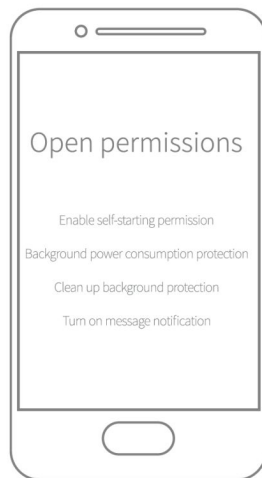 Open permissions
Enable self-starting permission
Background power consumption protection
Clean up background protection
Turn on message notification